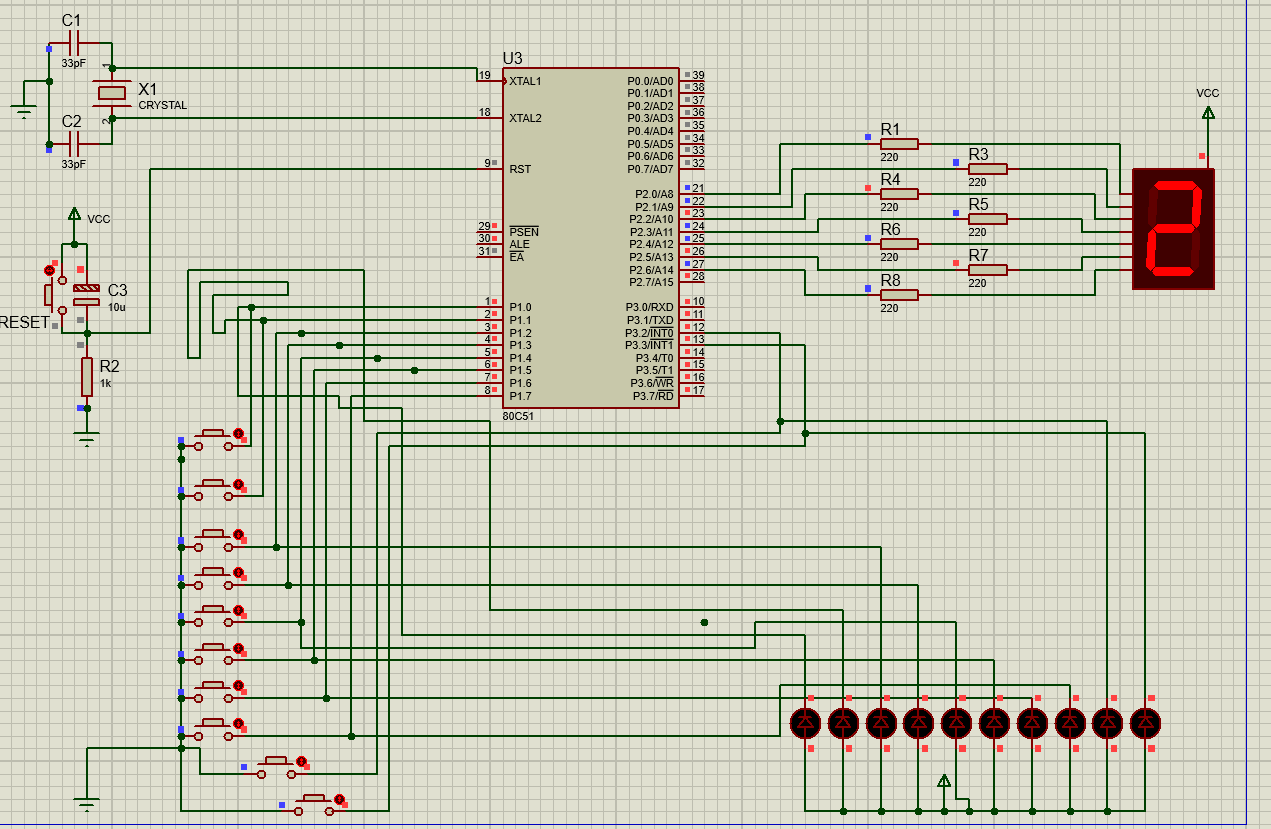 C1
33pF
1
X1
CRYSTAL
2
C2
33pF
VCC
C3
10u
RESET
R2
1k
U3
19 XTAL1
18 XTAL2
9 RST
29 PSEN
30 ALE
31 EA
1 P1.0
2 P1.1
3 P1.2
4 P1.3
5 P1.4
6 P1.5
7 P1.6
8 P1.7
P0.0/AD0 39
P0.1/AD1 38
P0.2/AD2 37
P0.3/AD3 36
P0.4/AD4 35
P0.5/AD5 34
P0.6/AD6 33
P0.7/AD7 32
P2.0/A8 21
P2.1/A9 22
P2.2/A10 23
P2.3/A11 24
P2.4/A12 25
P2.5/A13 26
P2.6/A14 27
P2.7/A15 28
P3.0/RXD 10
P3.1/TXD 11
P3.2/INT0 12
P3.3/INT1 13
P3.4/T0 14
P3.5/T1 15
P3.6/WR 16
P3.7/RD 17
80C51
R1
220
R3
220
R4
220
R5
220
R6
220
R7
220
R8
220
VCC
2